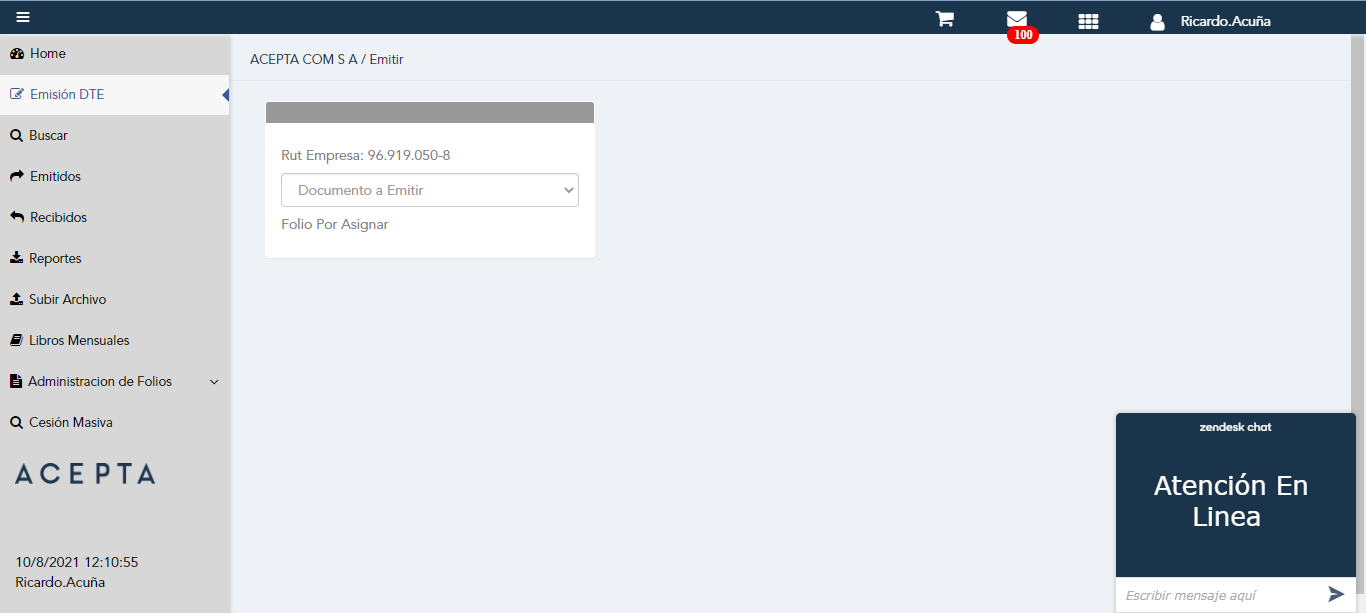 Ricardo.Acuña
100
Home
Emisión DTE
Buscar
Emitidos
Recibidos
Reportes
Subir Archivo
Libros Mensuales
Administracion de Folios
Cesión Masiva
ACEPTA
10/8/2021 12:10:55
Ricardo.Acuña
ACEPTA COM S A / Emitir
Rut Empresa: 96.919.050-8
Documento a Emitir
Folio Por Asignar
zendesk chat
Atención En
Linea
Escribir mensaje aquí